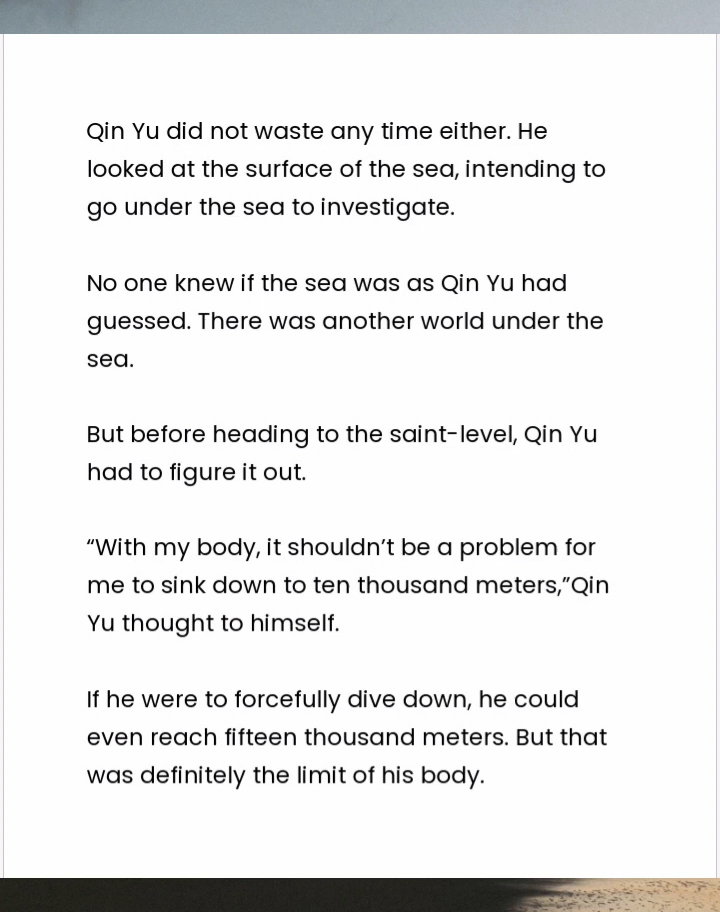 Qin Yu did not waste any time either. He
looked at the surface of the sea, intending to
go under the sea to investigate.
No one knew if the sea was as Qin Yu had
guessed. There was another world under the
sea.
But before heading to the saint-level, Qin Yu
had to figure it out.
“With my body, it shouldn’t be a problem for
me to sink down to ten thousand meters,”Qin
Yu thought to himself.
If he were to forcefully dive down, he could
even reach fifteen thousand meters. But that
was definitely the limit of his body.